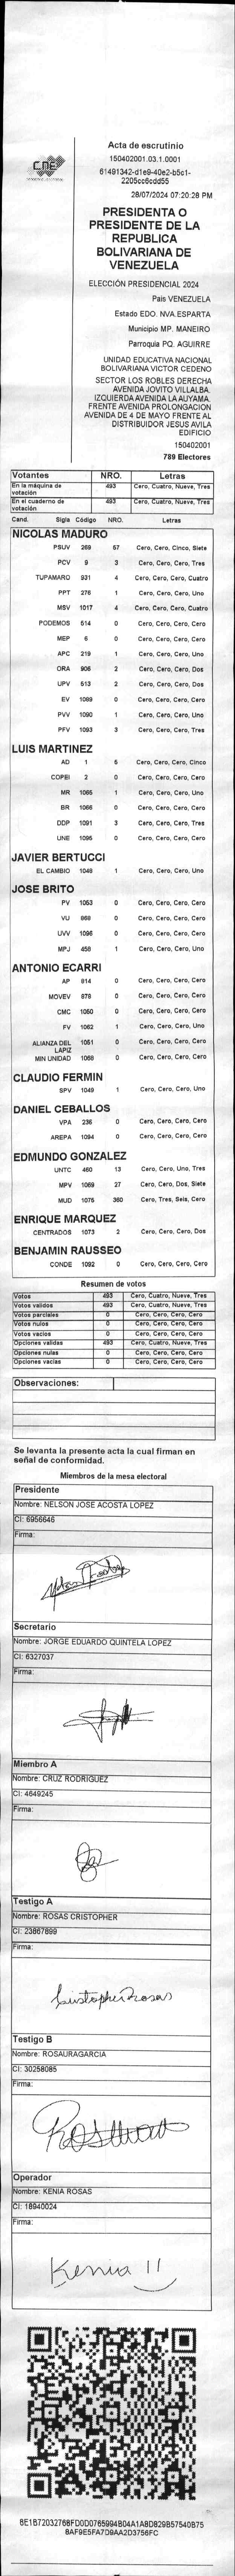 CNE
Acta de escrutinio
150402001.03.1.0001
61491342-d1e9-40e2-b5c1-
2205cc6cdd55
28/07/2024 07:20:28 PM
PRESIDENTA O
PRESIDENTE DE LA
REPUBLICA
BOLIVARIANA DE
VENEZUELA
ELECCIÓN PRESIDENCIAL 2024
País VENEZUELA
Estado EDO. NVA.ESPARTA
Municipio MP. MANEIRO
Parroquia PQ. AGUIRRE
UNIDAD EDUCATIVA NACIONAL
BOLIVARIANA VICTOR CEDENO
SECTOR LOS ROBLES DERECHA
AVENIDA JOVITO VILLALBA.
IZQUIERDA AVENIDA LA AUYAMA.
FRENTE AVENIDA PROLONGACION
AVENIDA DE 4 DE MAYO FRENTE AL
DISTRIBUIDOR JESUS AVILA
EDIFICIO
150402001
789 Electores
Votantes NRO. Letras
En la máquina de votación 493 Cero, Cuatro, Nueve, Tres
En el cuaderno de votación 493 Cero, Cuatro, Nueve, Tres
Cand. Sigla Código NRO. Letras
NICOLAS MADURO
PSUV 269 57 Cero, Cero, Cinco, Siete
PCV 9 3 Cero, Cero, Cero, Tres
TUPAMARO 931 4 Cero, Cero, Cero, Cuatro
PPT 276 1 Cero, Cero, Cero, Uno
MSV 1017 4 Cero, Cero, Cero, Cuatro
PODEMOS 514 0 Cero, Cero, Cero, Cero
MEP 6 0 Cero, Cero, Cero, Cero
APC 219 1 Cero, Cero, Cero, Uno
ORA 906 2 Cero, Cero, Cero, Dos
UPV 513 2 Cero, Cero, Cero, Dos
EV 1089 0 Cero, Cero, Cero, Cero
PVV 1090 1 Cero, Cero, Cero, Uno
PFV 1093 3 Cero, Cero, Cero, Tres
LUIS MARTINEZ
AD 1 5 Cero, Cero, Cero, Cinco
COPEI 2 0 Cero, Cero, Cero, Cero
MR 1065 1 Cero, Cero, Cero, Uno
BR 1066 0 Cero, Cero, Cero, Cero
DDP 1091 3 Cero, Cero, Cero, Tres
UNE 1095 0 Cero, Cero, Cero, Cero
JAVIER BERTUCCI
EL CAMBIO 1048 1 Cero, Cero, Cero, Uno
JOSE BRITO
PV 1053 0 Cero, Cero, Cero, Cero
VU 968 0 Cero, Cero, Cero, Cero
UVV 1096 0 Cero, Cero, Cero, Cero
MPJ 458 1 Cero, Cero, Cero, Uno
ANTONIO ECARRI
AP 914 0 Cero, Cero, Cero, Cero
MOVEV 979 0 Cero, Cero, Cero, Cero
CMC 1050 0 Cero, Cero, Cero, Cero
FV 1062 1 Cero, Cero, Cero, Uno
ALIANZA DEL LAPIZ 1051 0 Cero, Cero, Cero, Cero
MIN UNIDAD 1068 0 Cero, Cero, Cero, Cero
CLAUDIO FERMIN
SPV 1049 1 Cero, Cero, Cero, Uno
DANIEL CEBALLOS
VPA 236 0 Cero, Cero, Cero, Cero
AREPA 1094 0 Cero, Cero, Cero, Cero
EDMUNDO GONZALEZ
UNTC 460 13 Cero, Cero, Uno, Tres
MPV 1069 27 Cero, Cero, Dos, Siete
MUD 1075 360 Cero, Tres, Seis, Cero
ENRIQUE MARQUEZ
CENTRADOS 1073 2 Cero, Cero, Cero, Dos
BENJAMIN RAUSSEO
CONDE 1092 0 Cero, Cero, Cero, Cero
Resumen de votos
Votos 493 Cero, Cuatro, Nueve, Tres
Votos validos 493 Cero, Cuatro, Nueve, Tres
Votos parciales 0 Cero, Cero, Cero, Cero
Votos nulos 0 Cero, Cero, Cero, Cero
Votos vacios 0 Cero, Cero, Cero, Cero
Opciones validas 493 Cero, Cuatro, Nueve, Tres
Opciones nulas 0 Cero, Cero, Cero, Cero
Opciones vacias 0 Cero, Cero, Cero, Cero
Observaciones:
Se levanta la presente acta la cual firman en
señal de conformidad.
Miembros de la mesa electoral
Presidente
Nombre: NELSON JOSE ACOSTA LOPEZ
CI: 6956646
Firma:
Secretario
Nombre: JORGE EDUARDO QUINTELA LOPEZ
CI: 6327037
Firma:
Miembro A
Nombre: CRUZ RODRIGUEZ
CI: 4649245
Firma:
Testigo A
Nombre: ROSAS CRISTOPHER
CI: 23867899
Firma:
Testigo B
Nombre: ROSAURAGARCIA
CI: 30258085
Firma:
Operador
Nombre: KENIA ROSAS
CI: 18940024
Firma:
Kenia
6E1B72032768FD0D0765994B04A1A8D829B57540B75
8AF9E5FA7D9AA2D3756FC